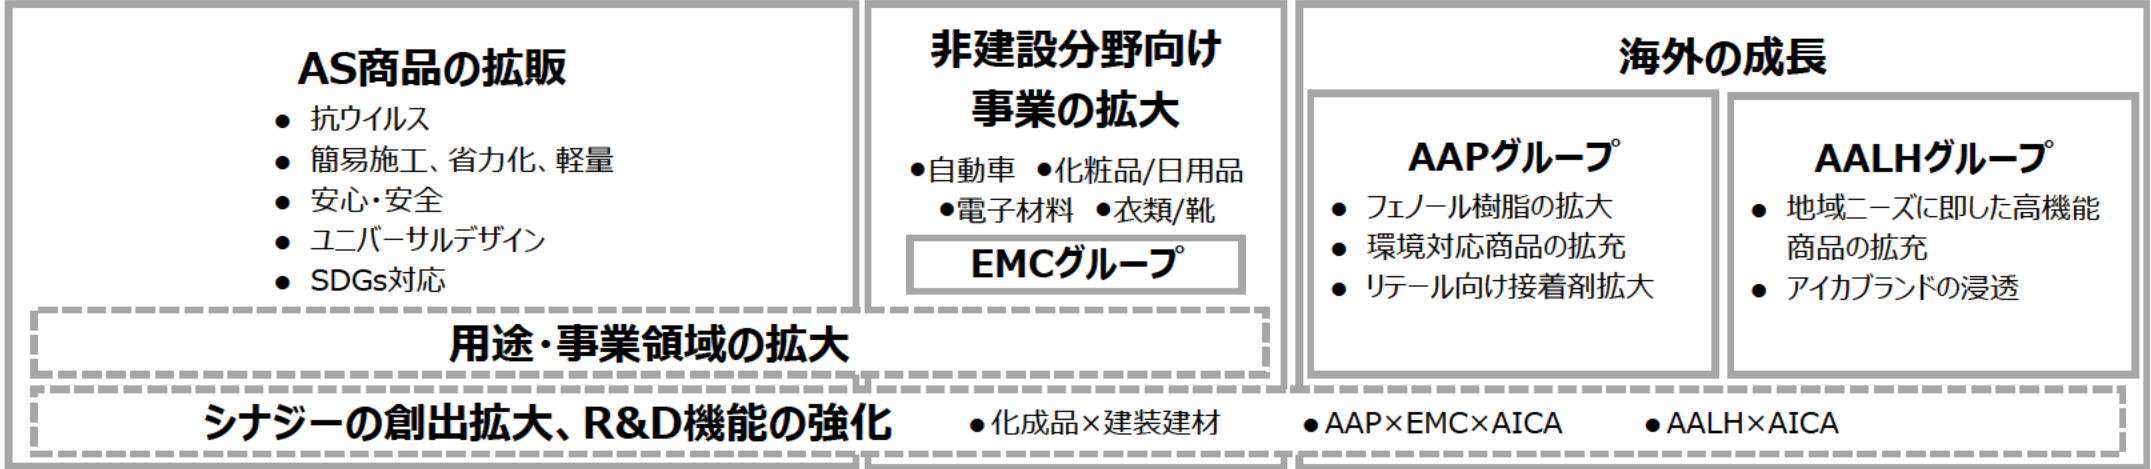 AS商品の拡販
● 抗ウイルス
● 簡易施工、省力化、軽量
● 安心・安全
● ユニバーサルデザイン
● SDGs対応
非建設分野向け
事業の拡大
●自動車 ●化粧品/日用品
●電子材料 ●衣類/靴
EMCグループ
海外の成長
AAPグループ
● フェノール樹脂の拡大
● 環境対応商品の拡充
● リテール向け接着剤拡大
AALHグループ
● 地域ニーズに即した高機能
商品の拡充
● アイカブランドの浸透
用途・事業領域の拡大
シナジーの創出拡大、R&D機能の強化 ●化成品×建装建材 ●AAP×EMC×AICA ●AALH×AICA